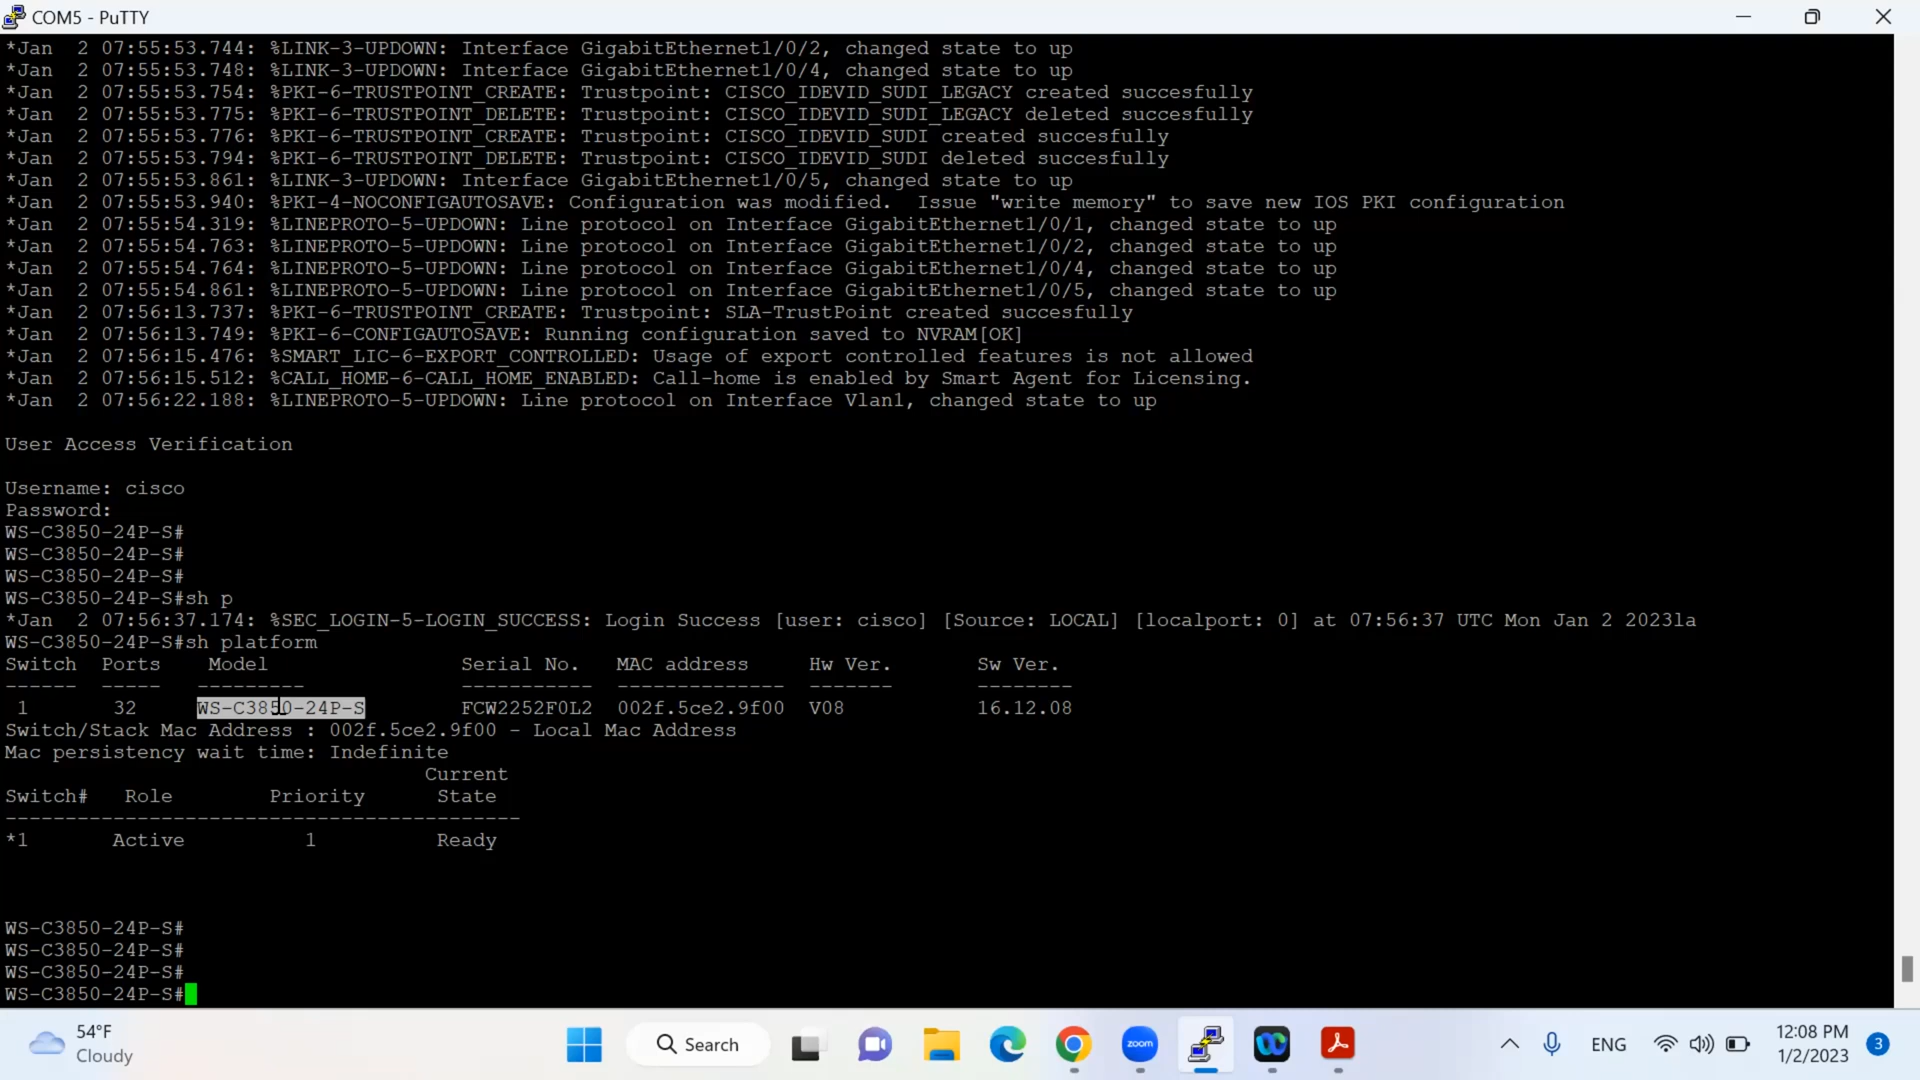 COM5 - PuTTY
*Jan  2 07:55:53.744: %LINK-3-UPDOWN: Interface GigabitEthernet1/0/2, changed state to up
*Jan  2 07:55:53.748: %LINK-3-UPDOWN: Interface GigabitEthernet1/0/4, changed state to up
*Jan  2 07:55:53.754: %PKI-6-TRUSTPOINT_CREATE: Trustpoint: CISCO_IDEVID_SUDI_LEGACY created succesfully
*Jan  2 07:55:53.775: %PKI-6-TRUSTPOINT_DELETE: Trustpoint: CISCO_IDEVID_SUDI_LEGACY deleted succesfully
*Jan  2 07:55:53.776: %PKI-6-TRUSTPOINT_CREATE: Trustpoint: CISCO_IDEVID_SUDI created succesfully
*Jan  2 07:55:53.794: %PKI-6-TRUSTPOINT_DELETE: Trustpoint: CISCO_IDEVID_SUDI deleted succesfully
*Jan  2 07:55:53.861: %LINK-3-UPDOWN: Interface GigabitEthernet1/0/5, changed state to up
*Jan  2 07:55:53.940: %PKI-4-NOCONFIGAUTOSAVE: Configuration was modified.  Issue "write memory" to save new IOS PKI configuration
*Jan  2 07:55:54.319: %LINEPROTO-5-UPDOWN: Line protocol on Interface GigabitEthernet1/0/1, changed state to up
*Jan  2 07:55:54.763: %LINEPROTO-5-UPDOWN: Line protocol on Interface GigabitEthernet1/0/2, changed state to up
*Jan  2 07:55:54.764: %LINEPROTO-5-UPDOWN: Line protocol on Interface GigabitEthernet1/0/4, changed state to up
*Jan  2 07:55:54.861: %LINEPROTO-5-UPDOWN: Line protocol on Interface GigabitEthernet1/0/5, changed state to up
*Jan  2 07:56:13.737: %PKI-6-TRUSTPOINT_CREATE: Trustpoint: SLA-TrustPoint created succesfully
*Jan  2 07:56:13.749: %PKI-6-CONFIGAUTOSAVE: Running configuration saved to NVRAM[OK]
*Jan  2 07:56:15.476: %SMART_LIC-6-EXPORT_CONTROLLED: Usage of export controlled features is not allowed
*Jan  2 07:56:15.512: %CALL_HOME-6-CALL_HOME_ENABLED: Call-home is enabled by Smart Agent for Licensing.
*Jan  2 07:56:22.188: %LINEPROTO-5-UPDOWN: Line protocol on Interface Vlan1, changed state to up
User Access Verification
Username: cisco
Password:
WS-C3850-24P-S#
WS-C3850-24P-S#
WS-C3850-24P-S#
WS-C3850-24P-S#sh p
*Jan  2 07:56:37.174: %SEC_LOGIN-5-LOGIN_SUCCESS: Login Success [user: cisco] [Source: LOCAL] [localport: 0] at 07:56:37 UTC Mon Jan 2 2023la
WS-C3850-24P-S#sh platform
Switch  Ports    Model                Serial No.   MAC address     Hw Ver.       Sw Ver.
------  -----   ---------             -----------  --------------  -------       --------
1       32     WS-C3850-24P-S        FCW2252F0L2  002f.5ce2.9f00  V08           16.12.08
Switch/Stack Mac Address : 002f.5ce2.9f00 - Local Mac Address
Mac persistency wait time: Indefinite
Current
Switch#   Role        Priority      State
-------------------------------------------
*1       Active          1          Ready
WS-C3850-24P-S#
WS-C3850-24P-S#
WS-C3850-24P-S#
WS-C3850-24P-S#
54°F
Cloudy
Search
zoom
ENG
12:08 PM
1/2/2023
3